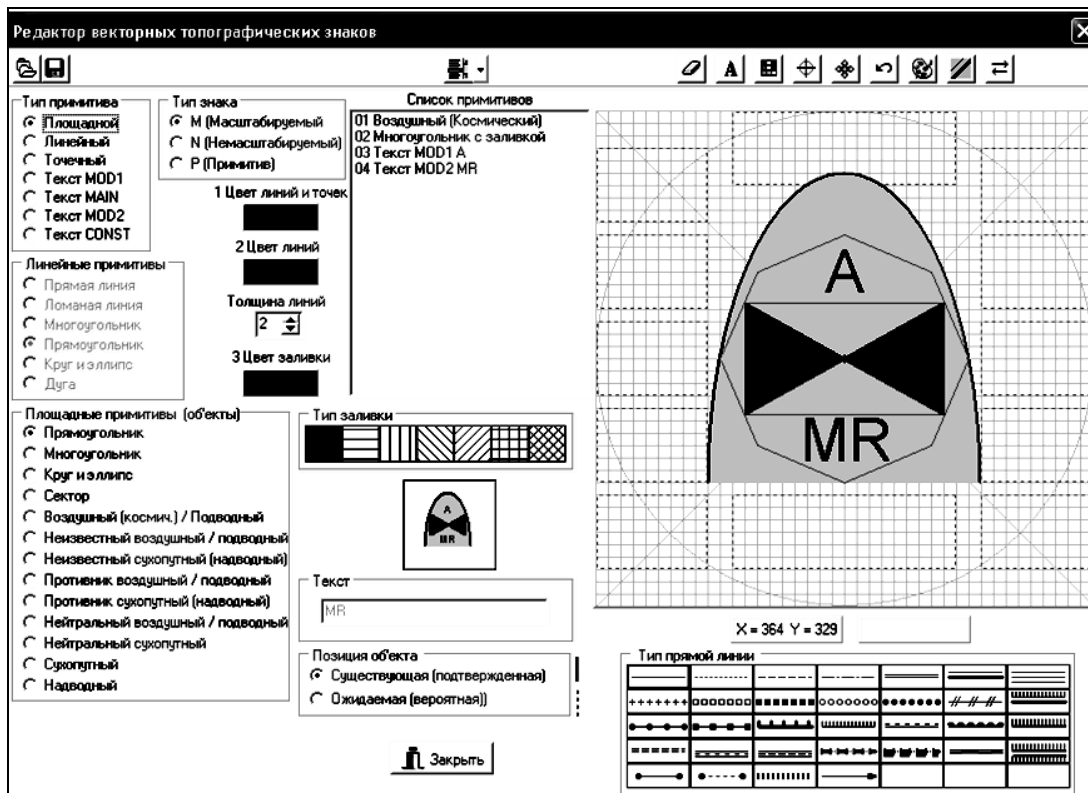 Редактор векторных топографических знаков
Тип примитива
Площадной
Линейный
Точечный
Текст MOD1
Текст MAIN
Текст MOD2
Текст CONST
Тип знака
M (Масштабируемый
N (Немасштабируемый)
P (Примитив)
1 Цвет линий и точек
2 Цвет линий
Толщина линий
2
3 Цвет заливки
Список примитивов
01 Воздушный (Космический)
02 Многоугольник с заливкой
03 Текст MOD1 A
04 Текст MOD2 MR
A
MR
Линейные примитивы
Прямая линия
Ломаная линия
Многоугольник
Прямоугольник
Круг и эллипс
Дуга
Площадные примитивы (об'екты)
Прямоугольник
Многоугольник
Круг и эллипс
Сектор
Воздушный (космич.) / Подводный
Неизвестный воздушный / подводный
Неизвестный сухопутный (надводный)
Противник воздушный / подводный
Противник сухопутный (надводный)
Нейтральный воздушный / подводный
Нейтральный сухопутный
Сухопутный
Надводный
Тип заливки
A
MR
Текст
MR
Позиция об'екта
Существующая (подтвержденная)
Ожидаемая (вероятная))
Закрыть
X = 364 Y = 329
Тип прямой линии